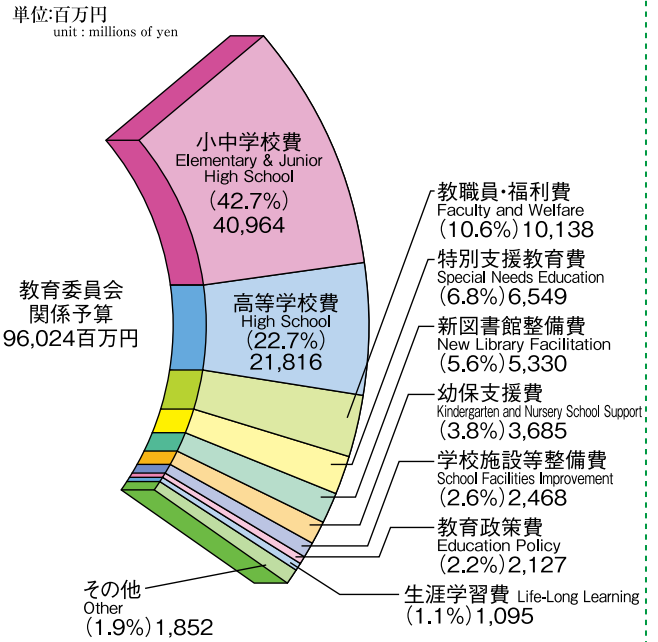 単位:百万円
unit : millions of yen
小中学校費
Elementary & Junior
High School
(42.7%)
40,964
高等学校費
High School
(22.7%)
21,816
教育委員会
関係予算
96,024百万円
教職員・福利費
Faculty and Welfare
(10.6%)10,138
特別支援教育費
Special Needs Education
(6.8%)6,549
新図書館整備費
New Library Facilitation
(5.6%)5,330
幼保支援費
Kindergarten and Nursery School Support
(3.8%)3,685
学校施設等整備費
School Facilities Improvement
(2.6%)2,468
教育政策費
Education Policy
(2.2%)2,127
生涯学習費 Life-Long Learning
(1.1%)1,095
その他
Other
(1.9%)1,852